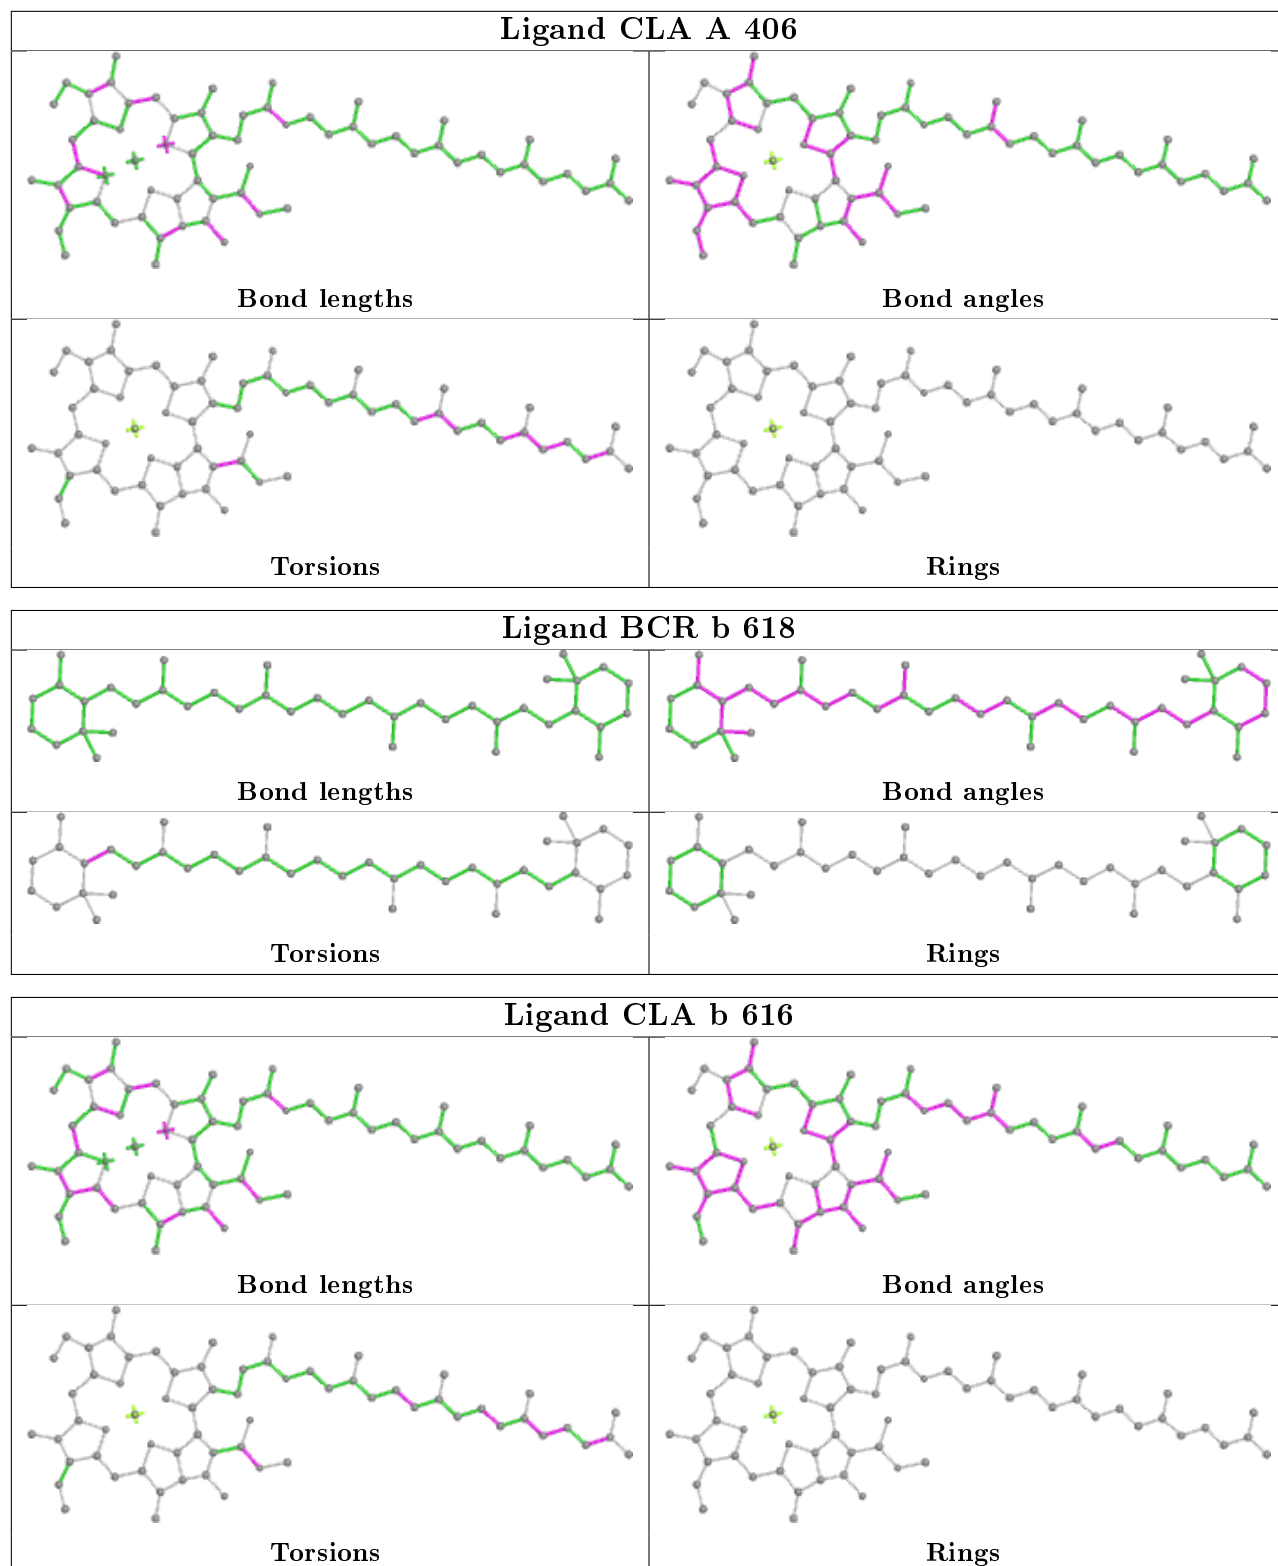 Ligand CLA A 406
Bond lengths
Bond angles
Torsions
Rings
Ligand BCR b 618
Bond lengths
Bond angles
Torsions
Rings
Ligand CLA b 616
Bond lengths
Bond angles
Torsions
Rings